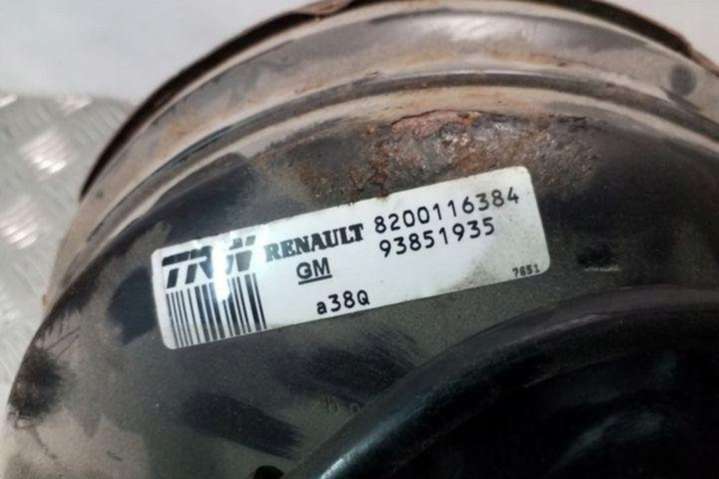 TRW RENAULT 8200116384
GM 93851935
a38Q
7651